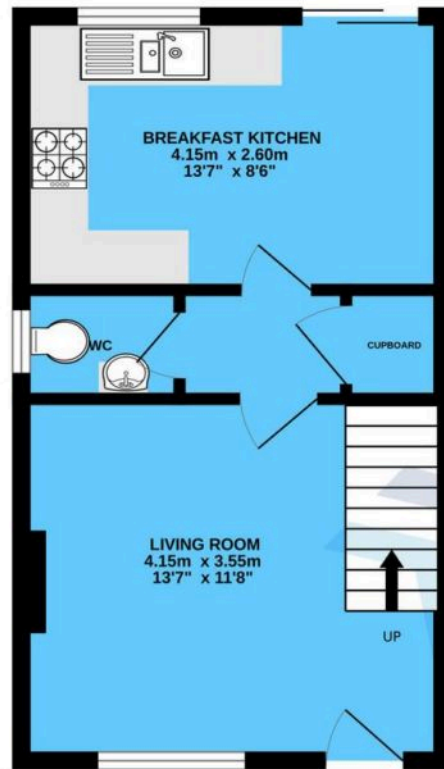 BREAKFAST KITCHEN
4.15m x 2.60m
13'7" x 8'6"
WC
CUPBOARD
LIVING ROOM
4.15m x 3.55m
13'7" x 11'8"
UP